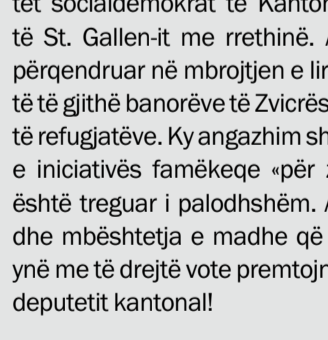 tet socialdemokrat të Kanton
të St. Gallen-it me rrethinë.
përqendruar në mbrojtjen e lir
të të gjithë banorëve të Zvicrës
të refugjatëve. Ky angazhim sh
e iniciativës famëkeqe «për
është treguar i palodhshëm.
dhe mbështetja e madhe që
ynë me të drejtë vote premtojn
deputetit kantonal!